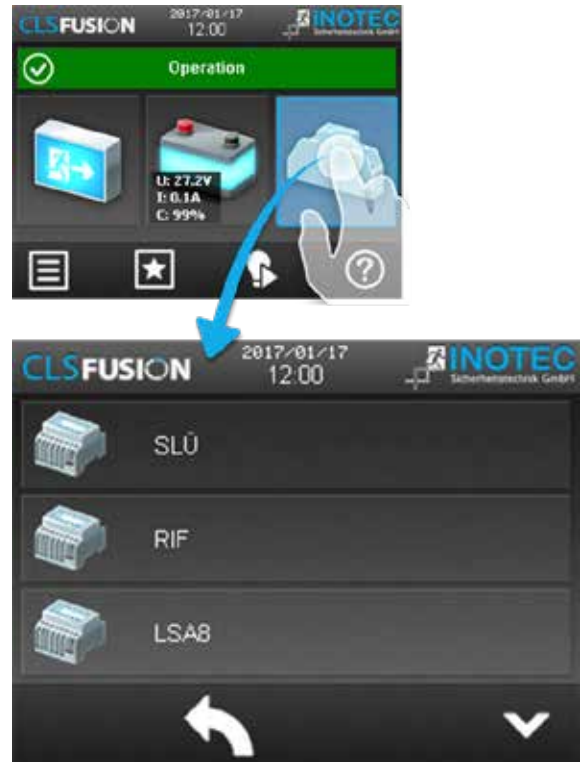 CLSFUSION 2017/01/17 INOTEC
12:00 Sicherheitstechnik GmbH
Operation
U: 27.2V
I: 0.1A
C: 99%
?
CLSFUSION 2017/01/17 INOTEC
12:00 Sicherheitstechnik GmbH
SLÜ
RIF
LSA8